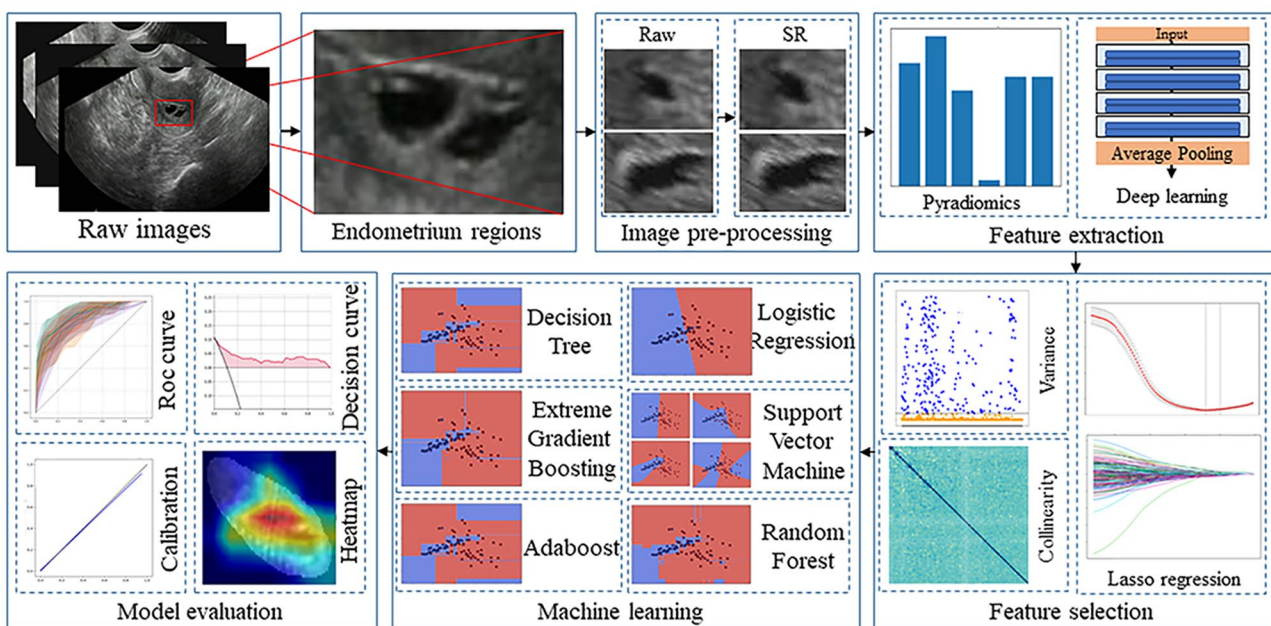 Raw images
Endometrium regions
Raw
SR
Image pre-processing
Pyradiomics
Input
Average Pooling
Deep learning
Feature extraction
Roc curve
Decision curve
Calibration
Heatmap
Model evaluation
Decision
Tree
Logistic
Regression
Extreme
Gradient
Boosting
Support
Vector
Machine
Adaboost
Random
Forest
Machine learning
Variance
Collinearity
Lasso regression
Feature selection